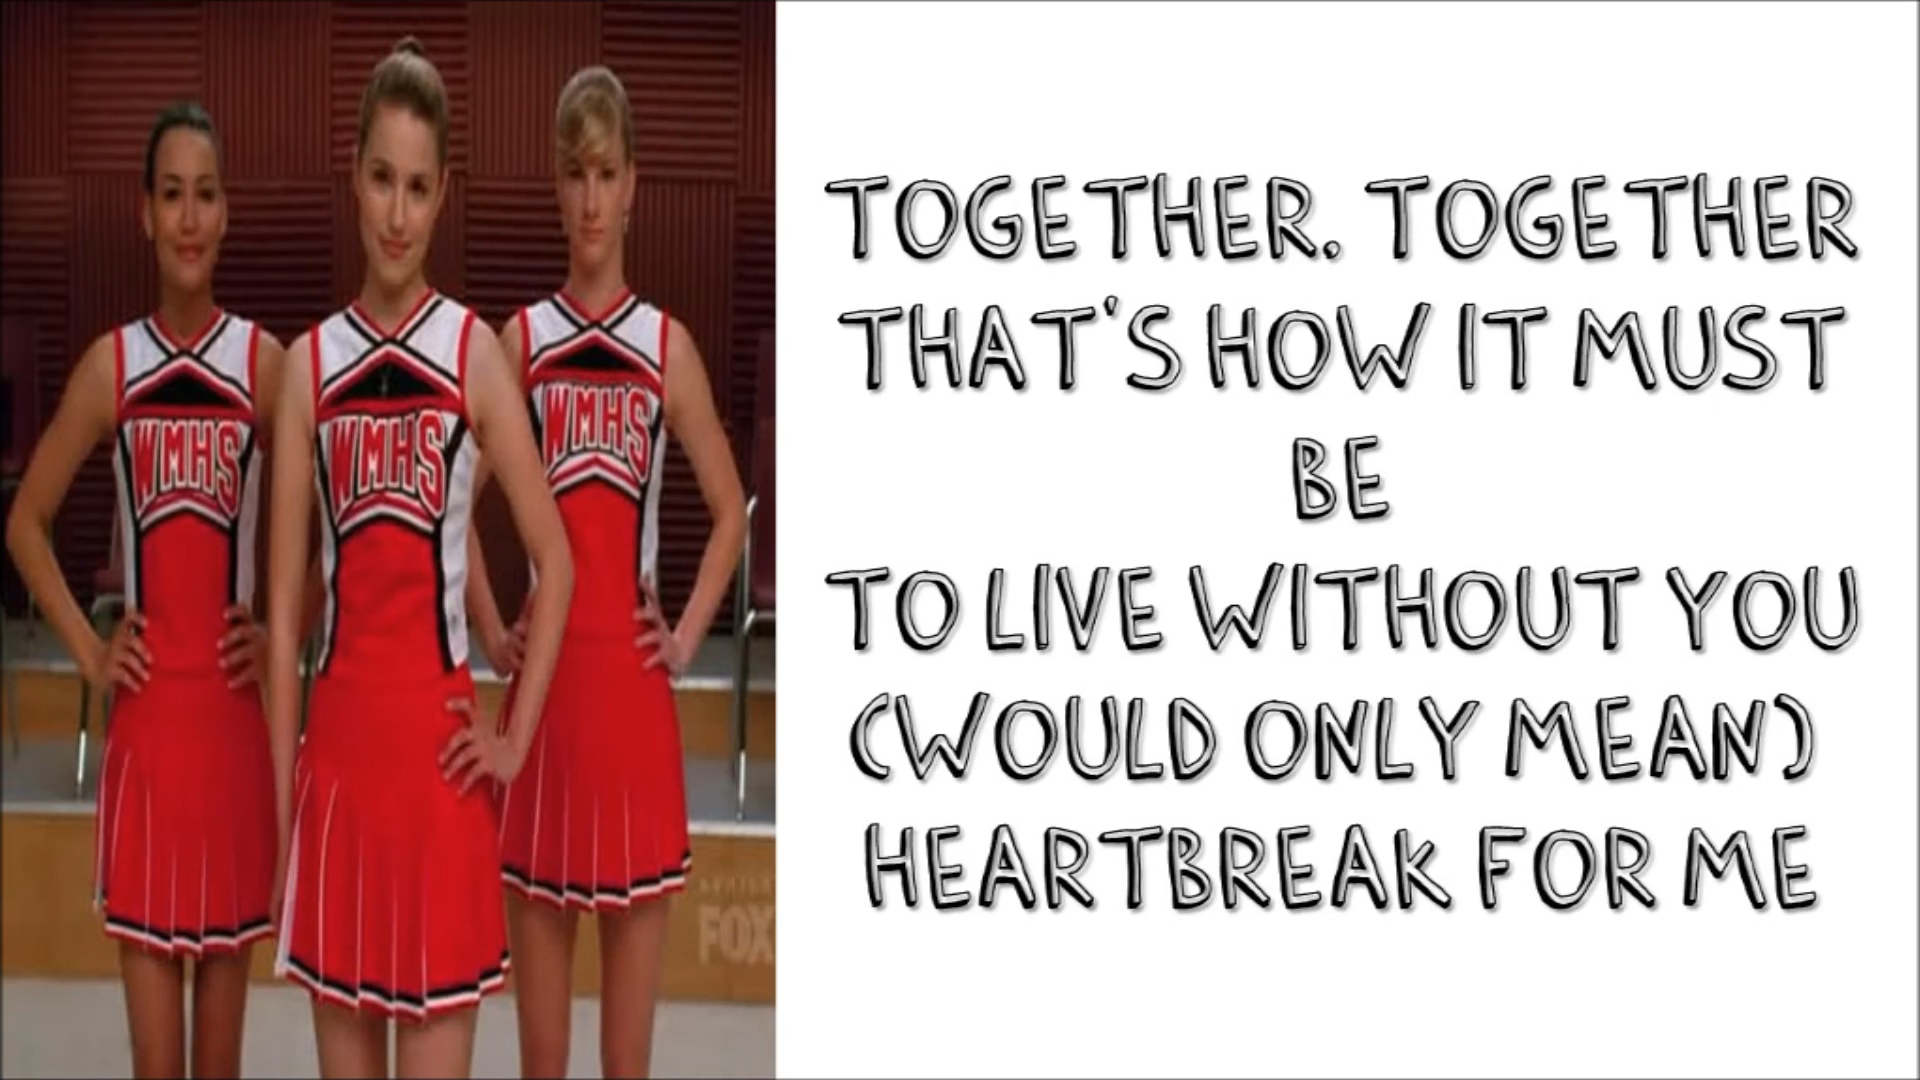 WMHS
WMHS
WMHS
FOX
TOGETHER. TOGETHER
THAT'S HOW IT MUST
BE
TO LIVE WITHOUT YOU
(WOULD ONLY MEAN)
HEARTBREAK FOR ME